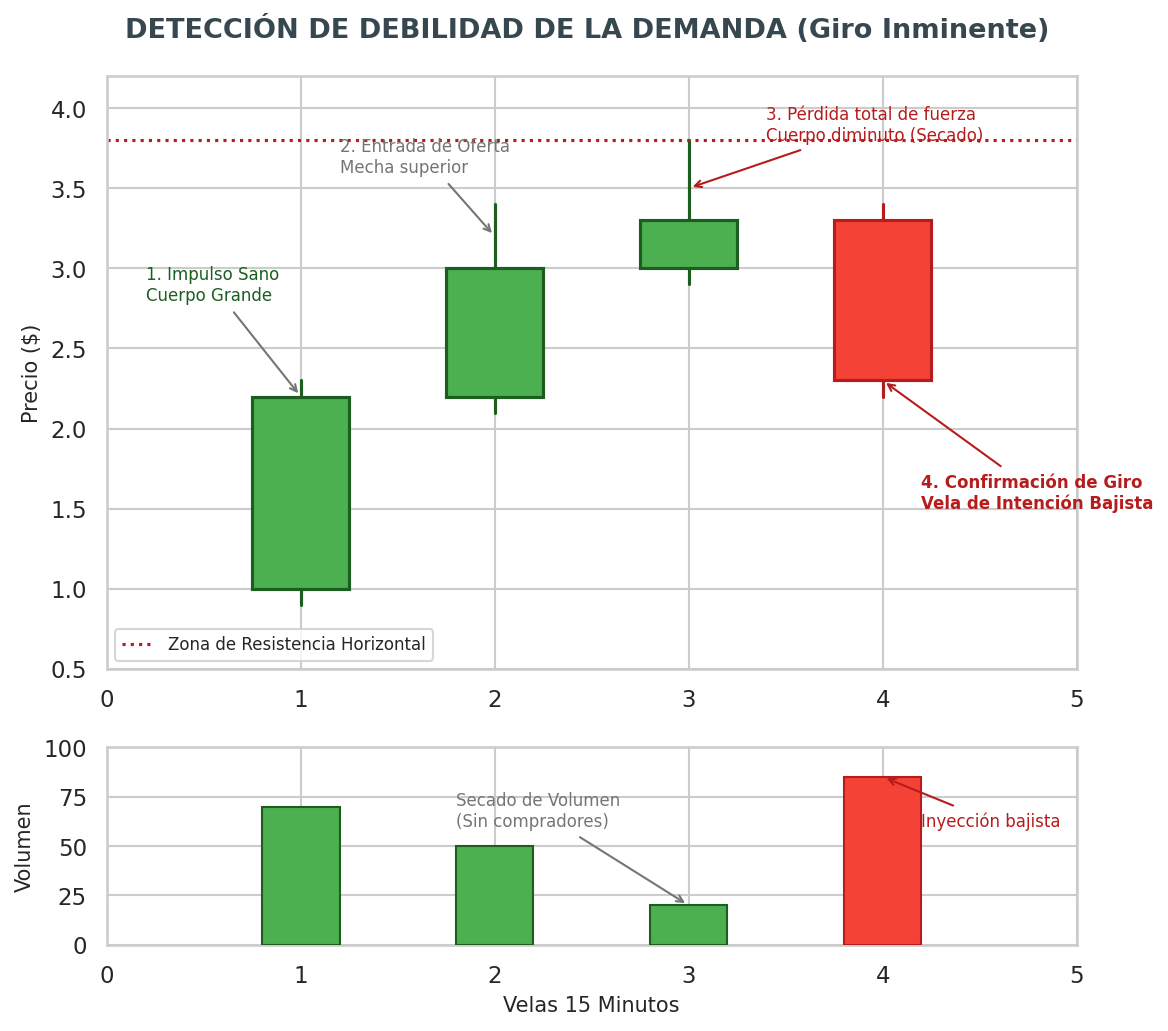 DETECCIÓN DE DEBILIDAD DE LA DEMANDA (Giro Inminente)
4.0
3.5
3.0
2.5
2.0
1.5
1.0
0.5
Precio ($)
3. Pérdida total de fuerza
Cuerpo diminuto (Secado)
2. Entrada de Oferta
Mecha superior
1. Impulso Sano
Cuerpo Grande
4. Confirmación de Giro
Vela de Intención Bajista
Zona de Resistencia Horizontal
0 1 2 3 4 5
100
75
50
25
0
Volumen
Secado de Volumen
(Sin compradores)
Inyección bajista
0 1 2 3 4 5
Velas 15 Minutos